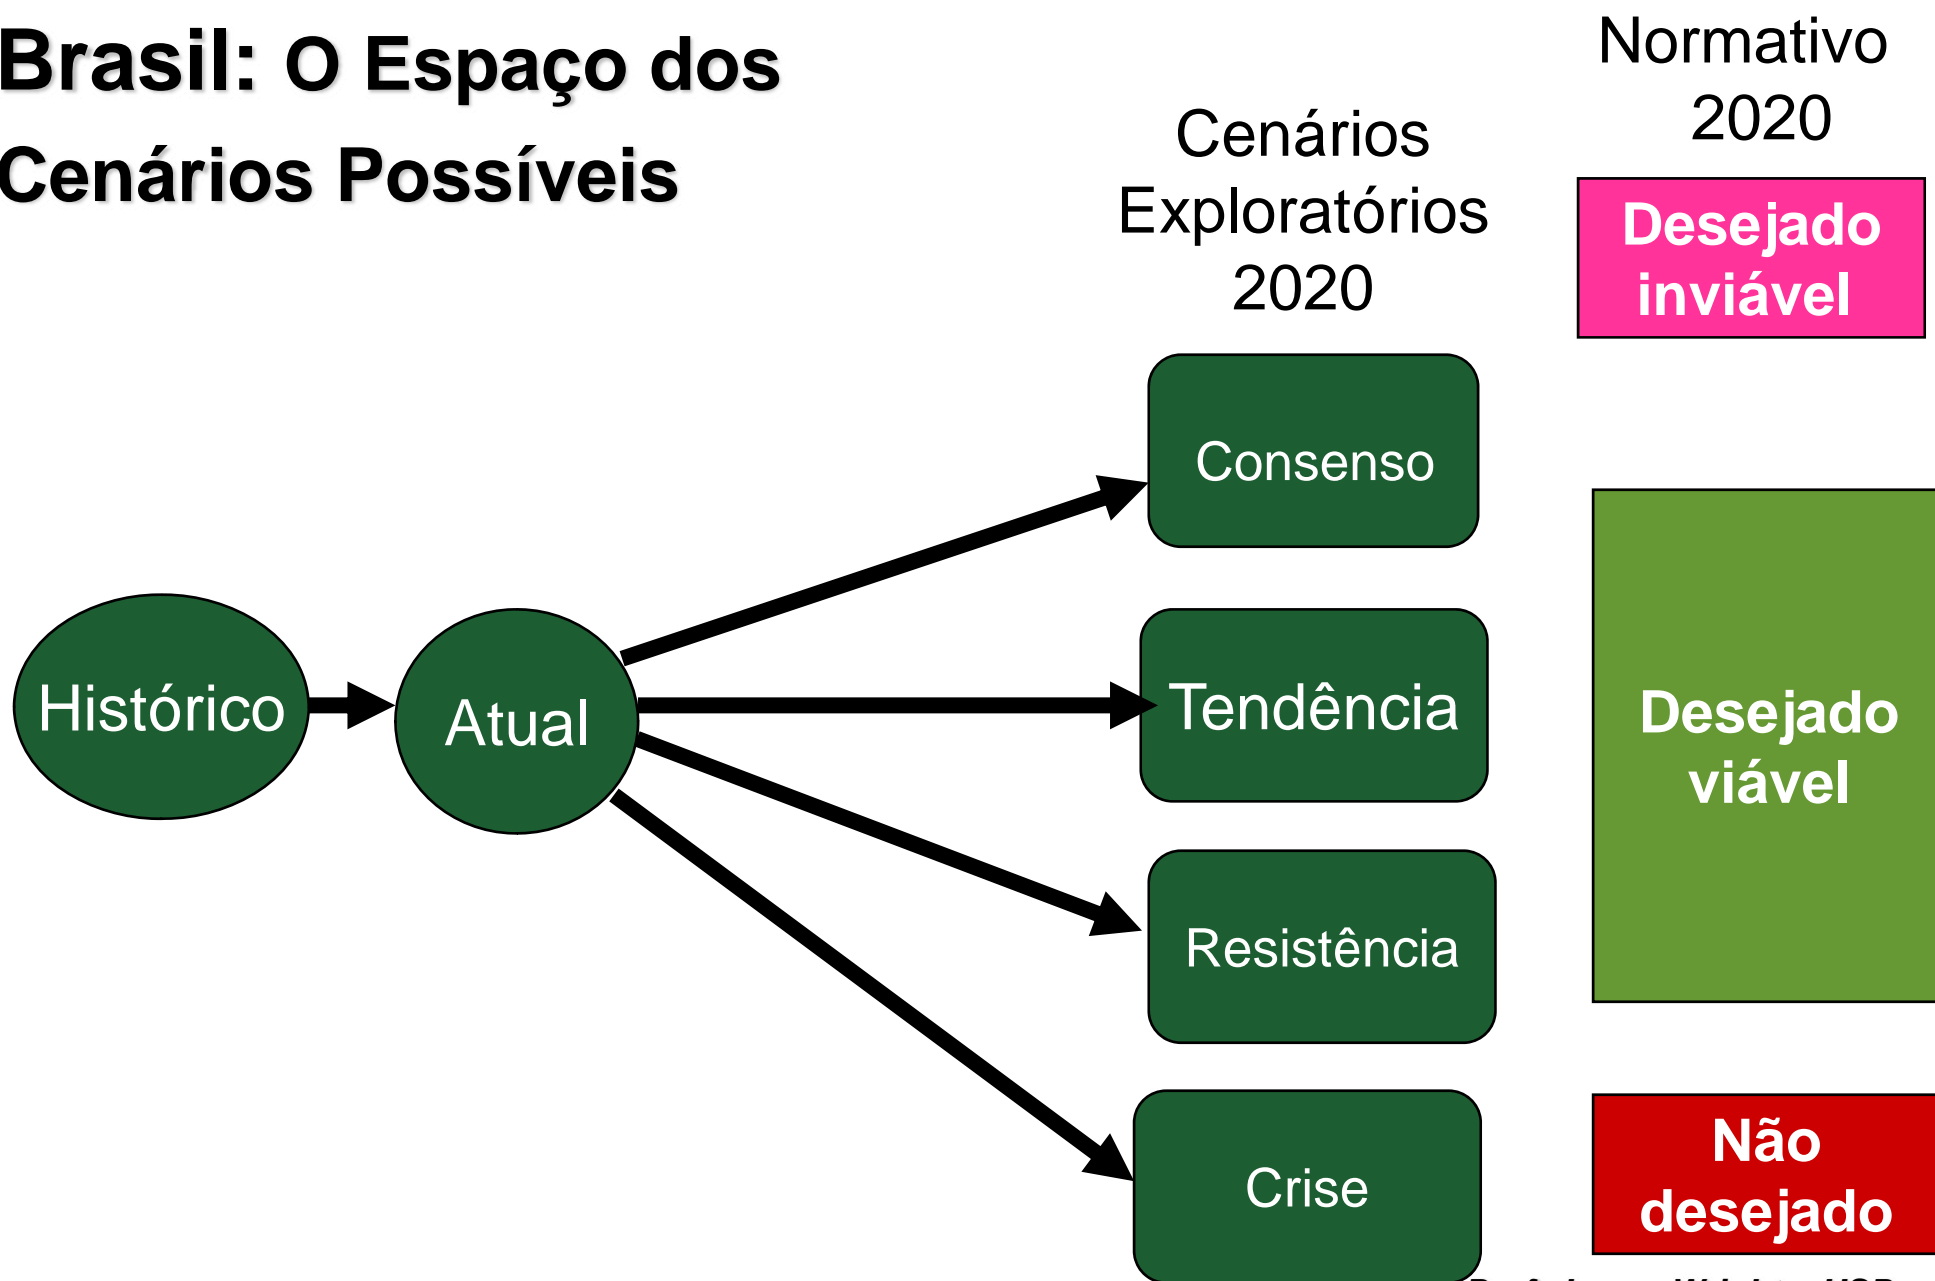 Brasil: O Espaço dos
Cenários Possíveis
Normativo
2020
Cenários
Exploratórios
2020
Desejado
inviável
Consenso
Histórico
Atual
Tendência
Desejado
viável
Resistência
Crise
Não
desejado